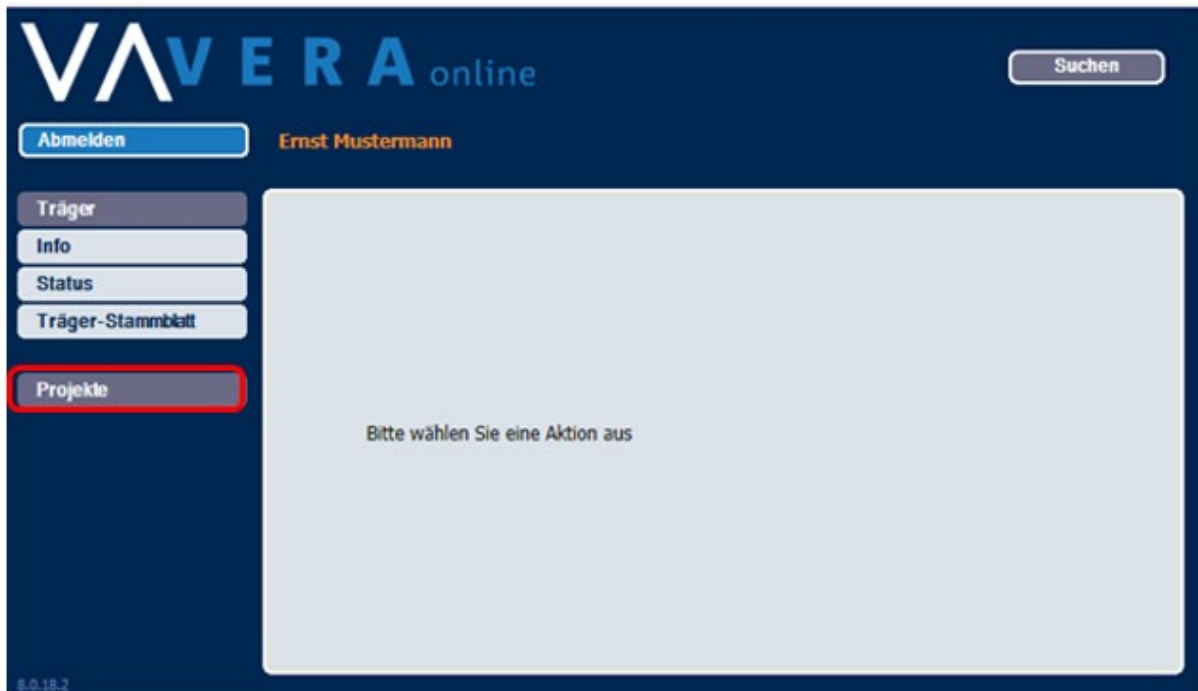 VA VERA online
Suchen
Abmelden
Ernst Mustermann
Träger
Info
Status
Träger-Stammblatt
Projekte
Bitte wählen Sie eine Aktion aus
8.0.18.2